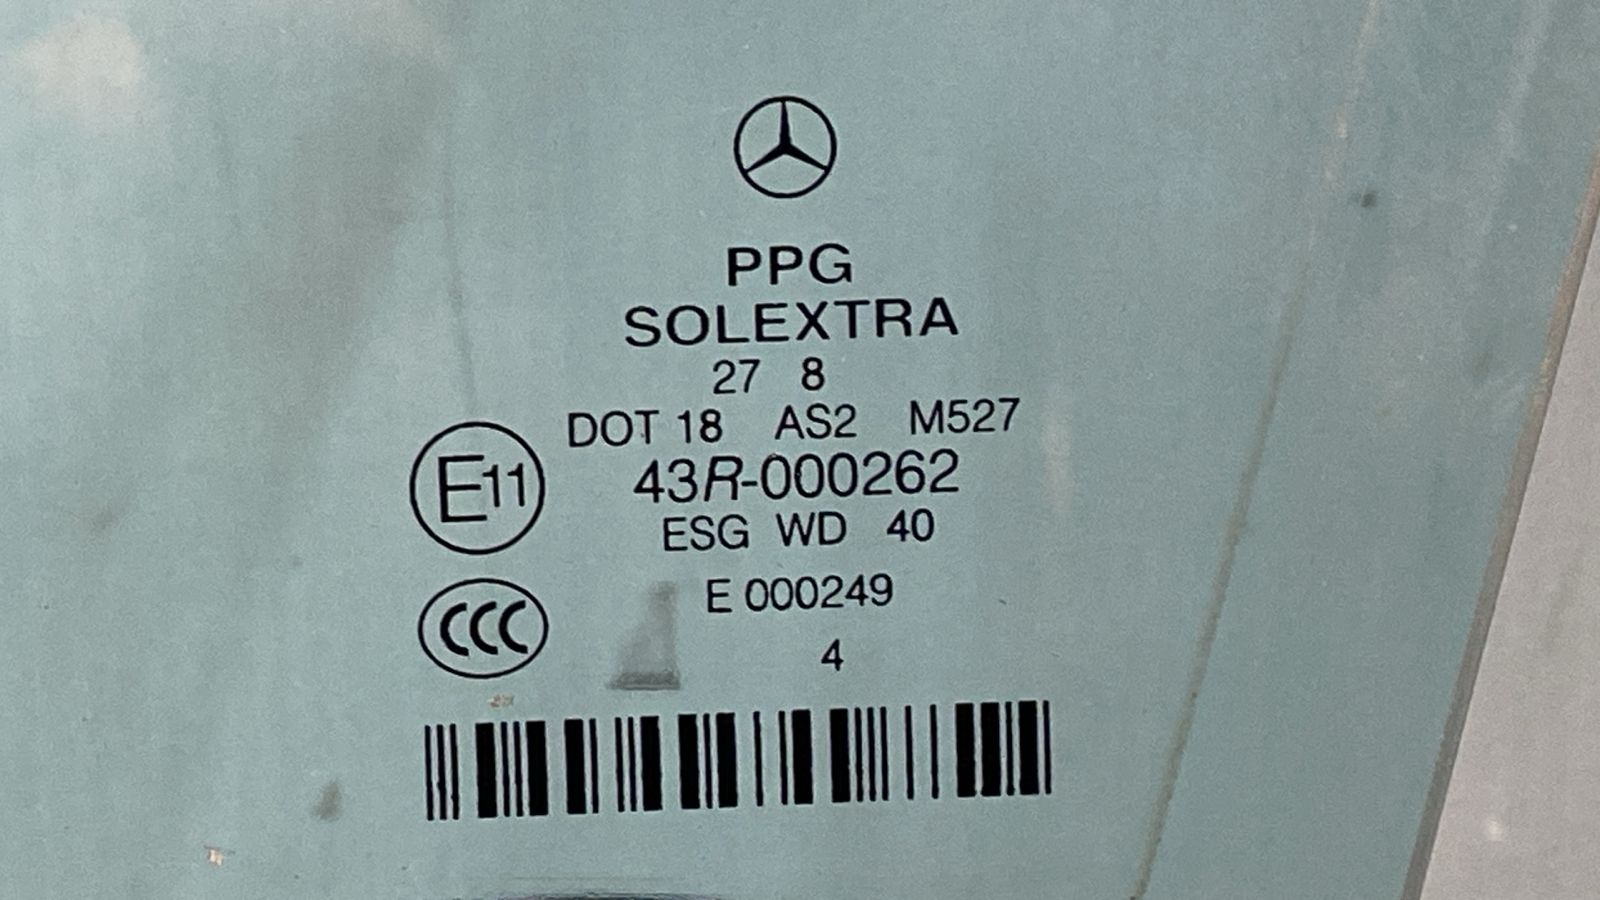 PPG
SOLEXTRA
27 8
DOT 18 AS2 M527
E11
43R-000262
ESG WD 40
E 000249
CCC
4